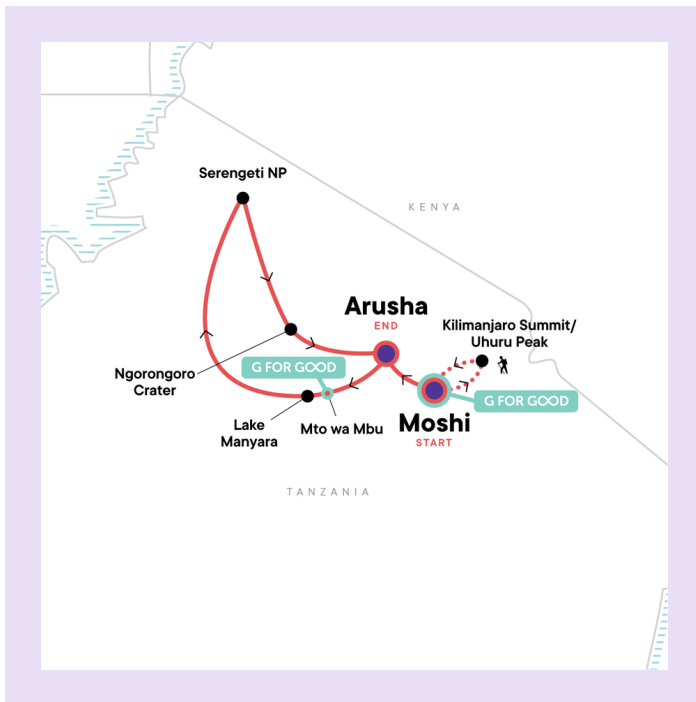 Serengeti NP
KENYA
Arusha
END
Kilimanjaro Summit/
Uhuru Peak
G FOR GOOD
Ngorongoro
Crater
G FOR GOOD
Moshi
START
Lake
Manyara
Mto wa Mbu
TANZANIA